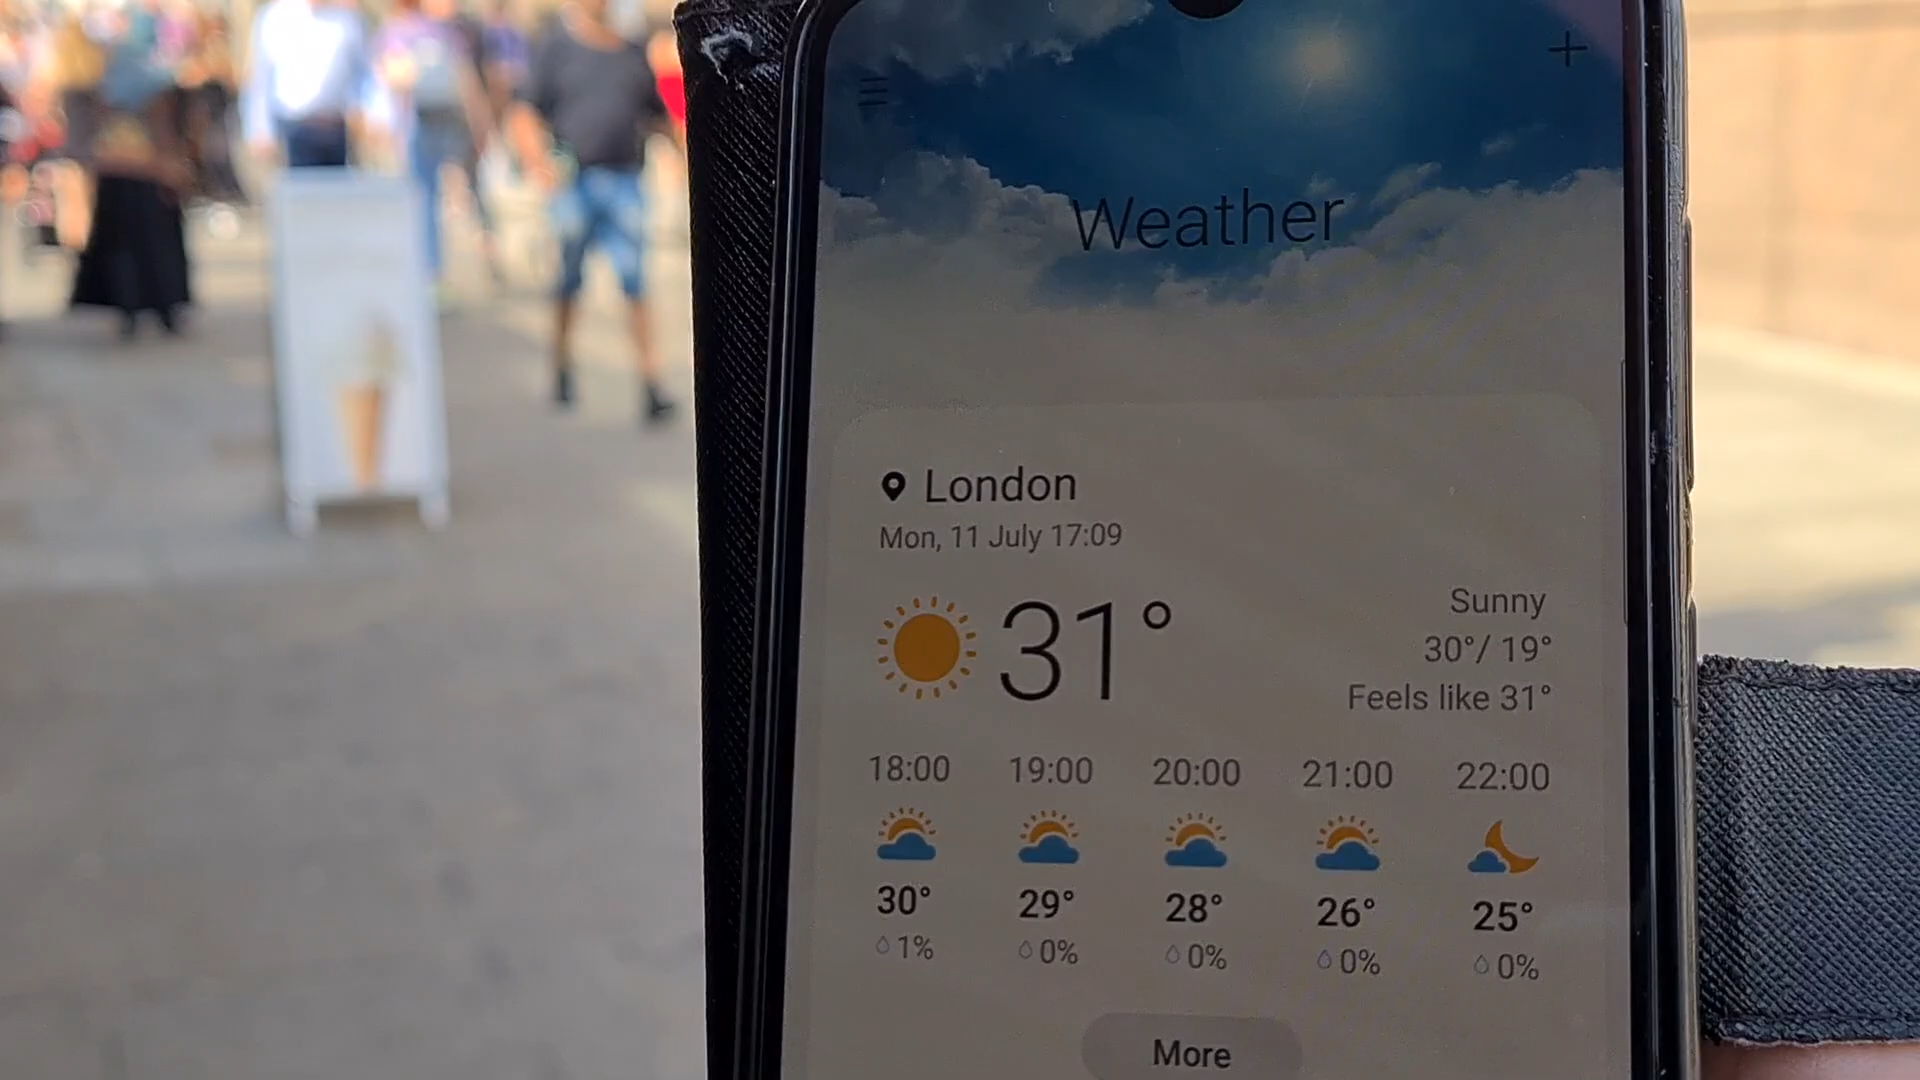 Weather
London
Mon, 11 July 17:09
31°
Sunny
30°/ 19°
Feels like 31°
18:00 19:00 20:00 21:00 22:00
30° 29° 28° 26° 25°
1% 0% 0% 0% 0%
More